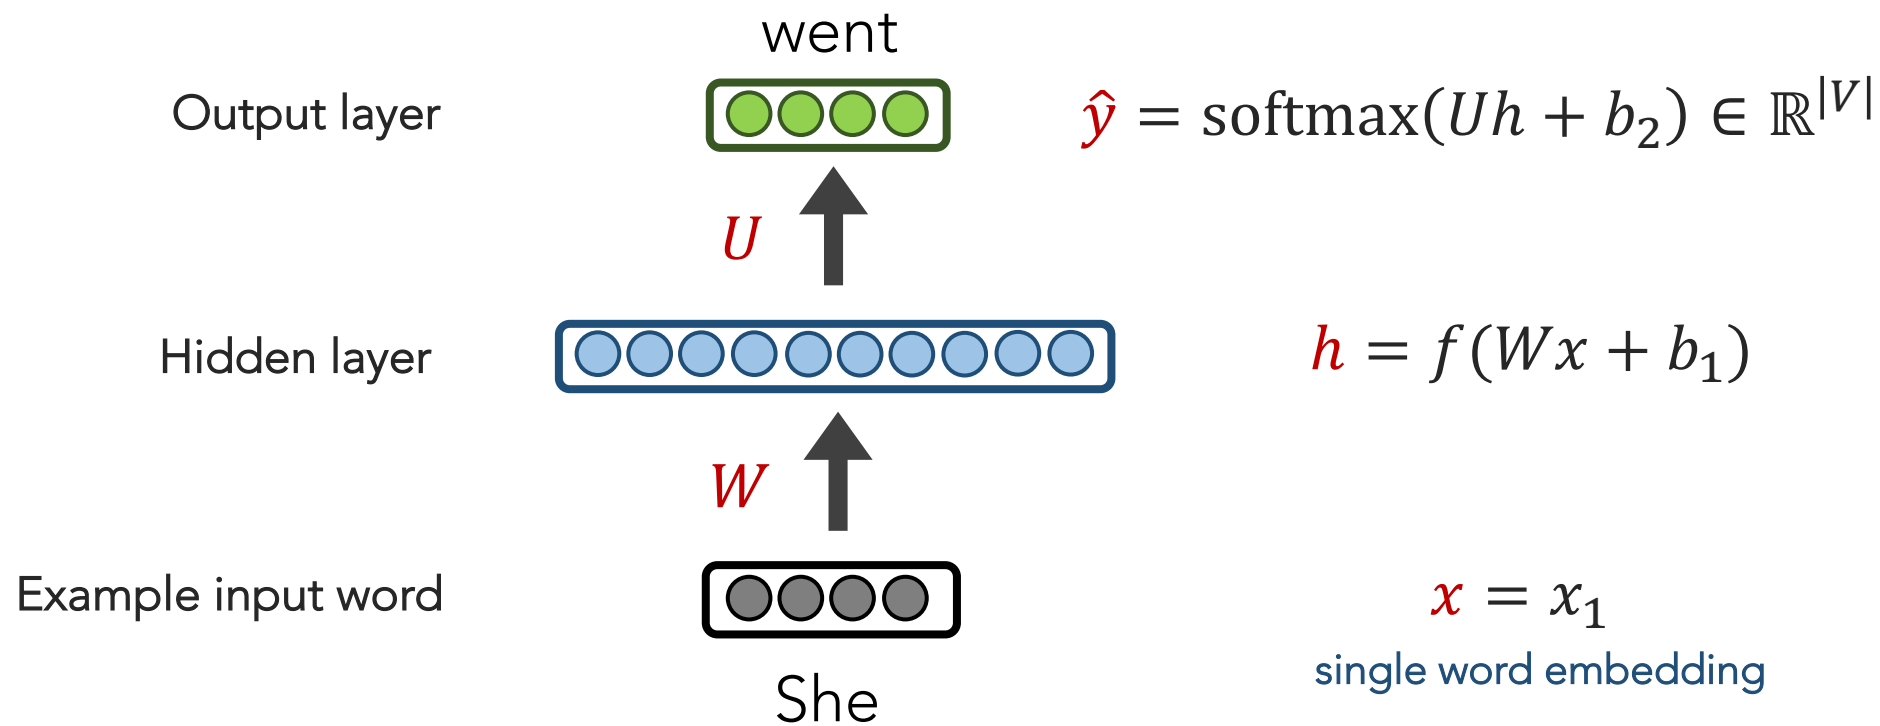 went
Output layer
ŷ = softmax(Uh + b₂) ∈ ℝ^|V|
U
Hidden layer
h = f(Wx + b₁)
W
Example input word
x = x₁
single word embedding
She